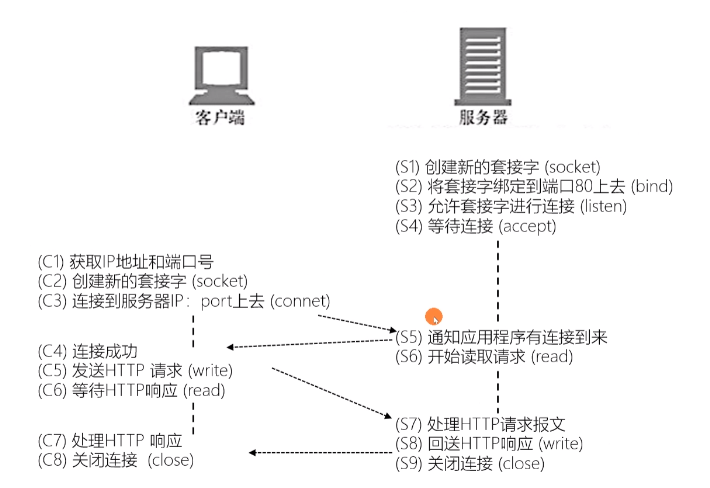 客户端
服务器
(S1) 创建新的套接字 (socket)
(S2) 将套接字绑定到端口80上去 (bind)
(S3) 允许套接字进行连接 (listen)
(S4) 等待连接 (accept)
(C1) 获取IP地址和端口号
(C2) 创建新的套接字 (socket)
(C3) 连接到服务器IP：port上去 (connet)
(S5) 通知应用程序有连接到来
(S6) 开始读取请求 (read)
(C4) 连接成功
(C5) 发送HTTP 请求 (write)
(C6) 等待HTTP响应 (read)
(S7) 处理HTTP请求报文
(S8) 回送HTTP响应 (write)
(S9) 关闭连接 (close)
(C7) 处理HTTP 响应
(C8) 关闭连接 (close)